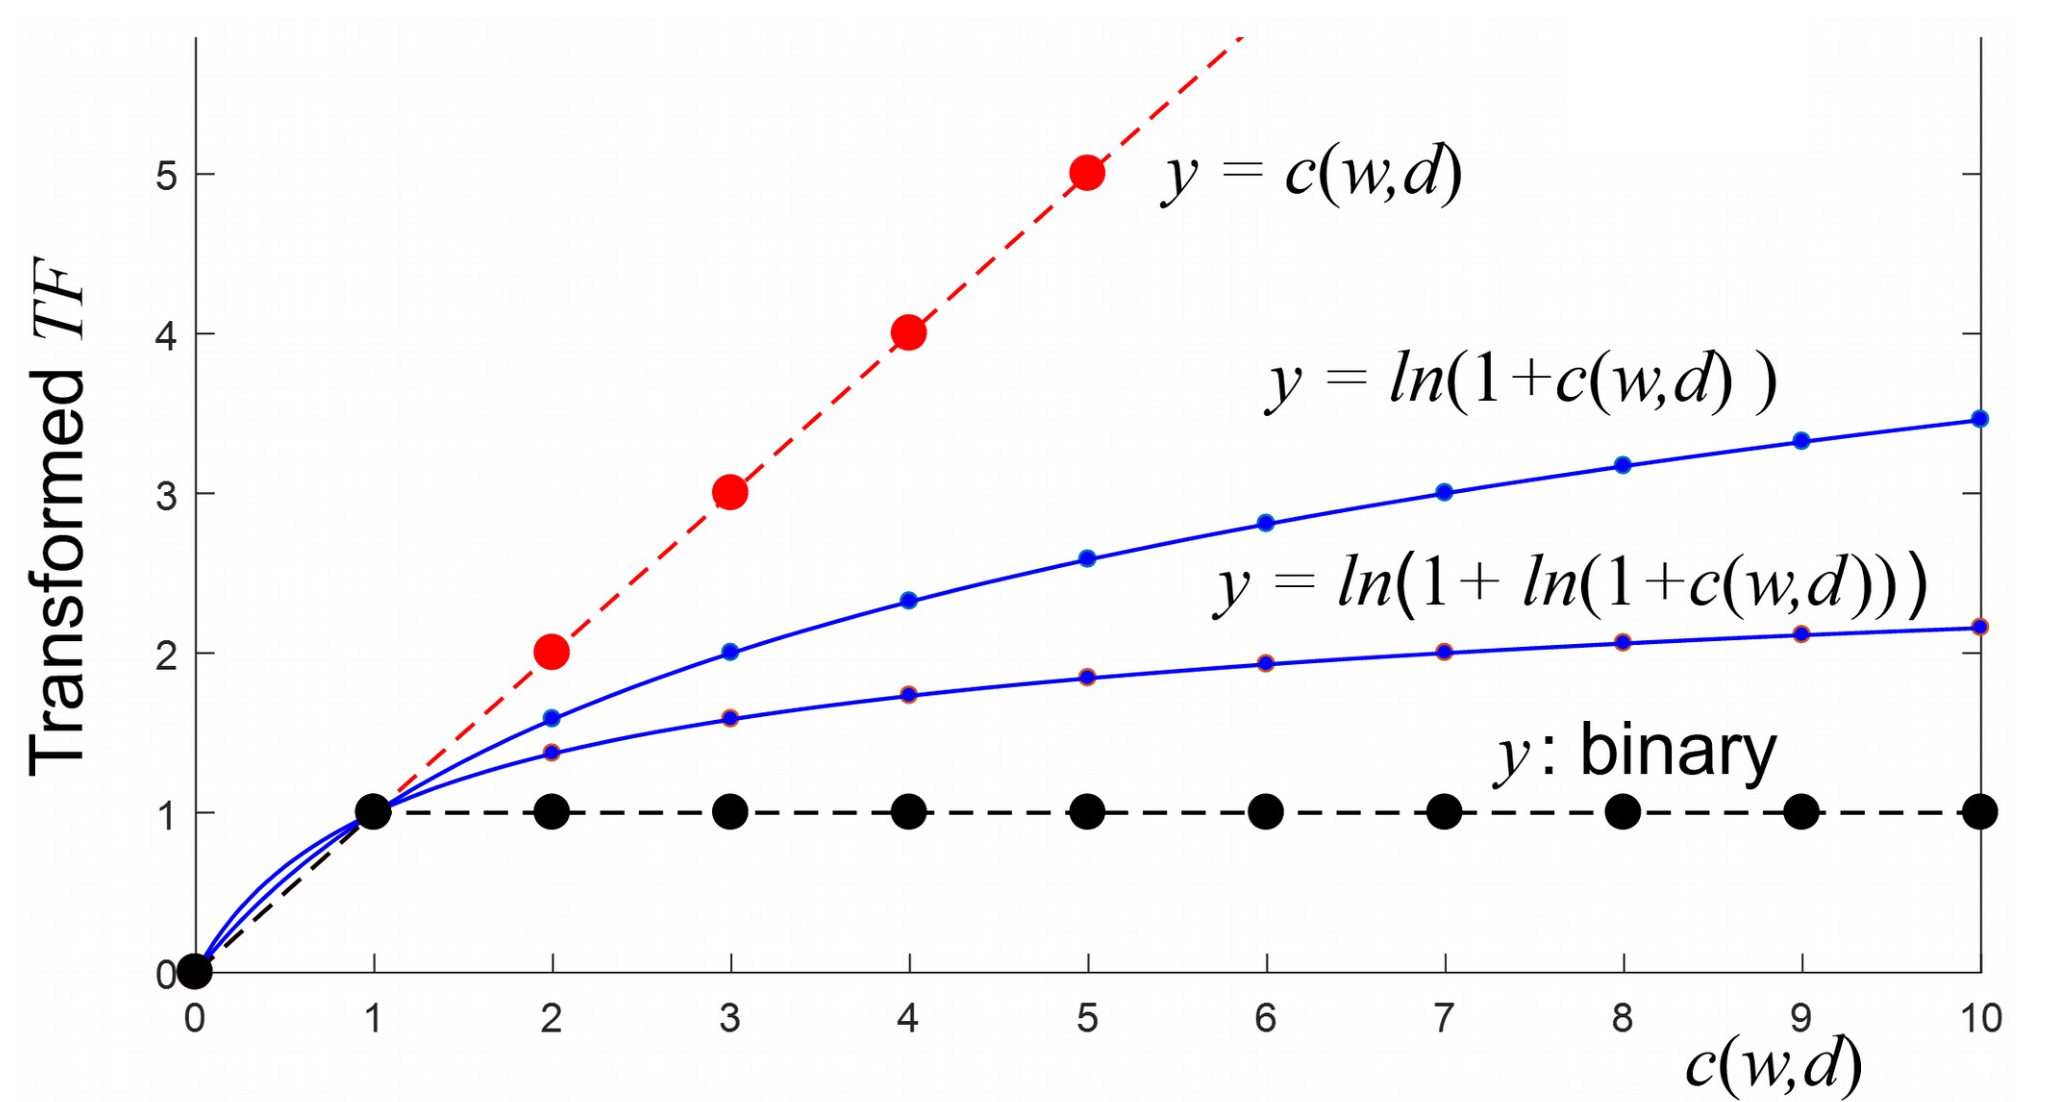 Transformed TF
5
4
3
2
1
0
y = c(w,d)
y = ln(1+c(w,d) )
y = ln(1+ ln(1+c(w,d)))
y: binary
0 1 2 3 4 5 6 7 8 9 10
c(w,d)